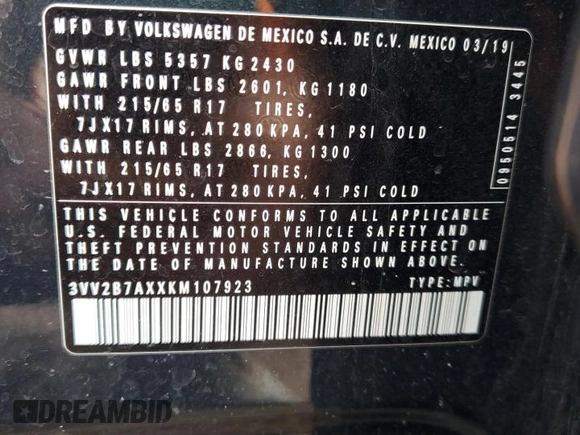 MFD BY VOLKSWAGEN DE MEXICO S.A. DE C.V. MEXICO 03/19
GVWR LBS 5357 KG 2430
GAWR FRONT LBS 2601, KG 1180
WITH 215/65 R17 TIRES,
7JX17 RIMS, AT 280 KPA, 41 PSI COLD
GAWR REAR LBS 2866, KG 1300
WITH 215/65 R17 TIRES,
7JX17 RIMS, AT 280 KPA, 41 PSI COLD
0950514 3445
THIS VEHICLE CONFORMS TO ALL APPLICABLE
U.S. FEDERAL MOTOR VEHICLE SAFETY AND
THEFT PREVENTION STANDARDS IN EFFECT ON
THE DATE OF MANUFACTURE SHOWN ABOVE.
3VV2B7AXXKM107923 TYPE: MPV
DREAMBID